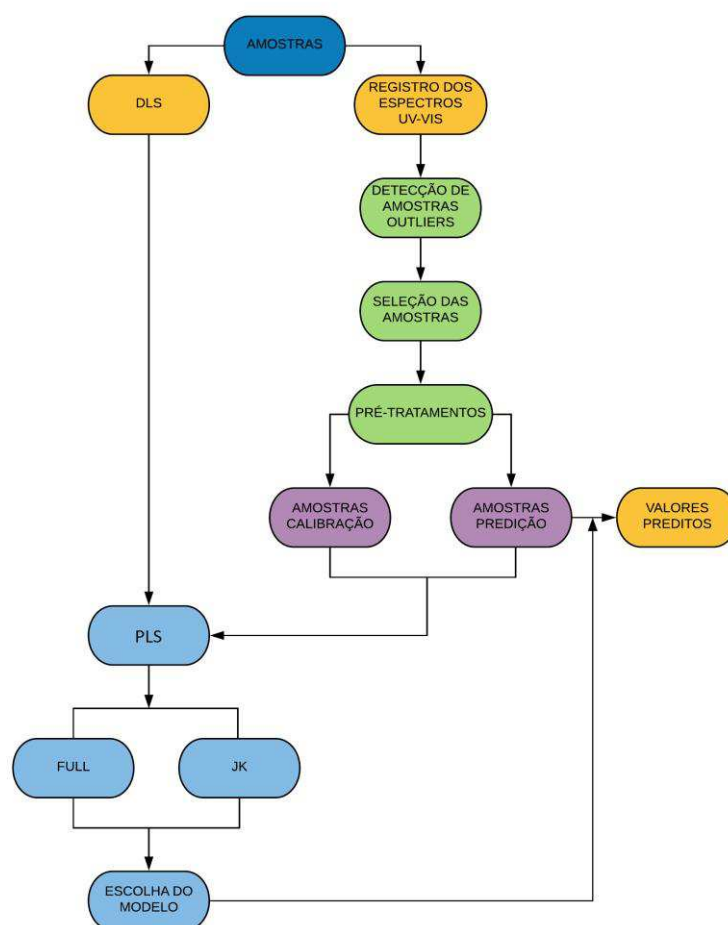 AMOSTRAS
DLS
REGISTRO DOS
ESPECTROS
UV-VIS
DETECÇÃO DE
AMOSTRAS
OUTLIERS
SELEÇÃO DAS
AMOSTRAS
PRÉ-TRATAMENTOS
AMOSTRAS
CALIBRAÇÃO
AMOSTRAS
PREDIÇÃO
VALORES
PREDITOS
PLS
FULL
JK
ESCOLHA DO
MODELO